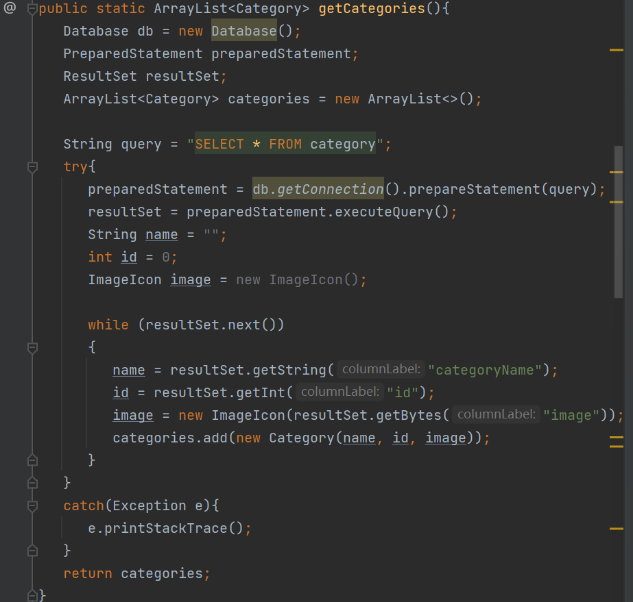 @ public static ArrayList<Category> getCategories(){
Database db = new Database();
PreparedStatement preparedStatement;
ResultSet resultSet;
ArrayList<Category> categories = new ArrayList<>();
String query = "SELECT * FROM category";
try{
preparedStatement = db.getConnection().prepareStatement(query);
resultSet = preparedStatement.executeQuery();
String name = "";
int id = 0;
ImageIcon image = new ImageIcon();
while (resultSet.next())
{
name = resultSet.getString( columnLabel: "categoryName");
id = resultSet.getInt( columnLabel: "id");
image = new ImageIcon(resultSet.getBytes( columnLabel: "image"));
categories.add(new Category(name, id, image));
}
}
catch(Exception e){
e.printStackTrace();
}
return categories;
}